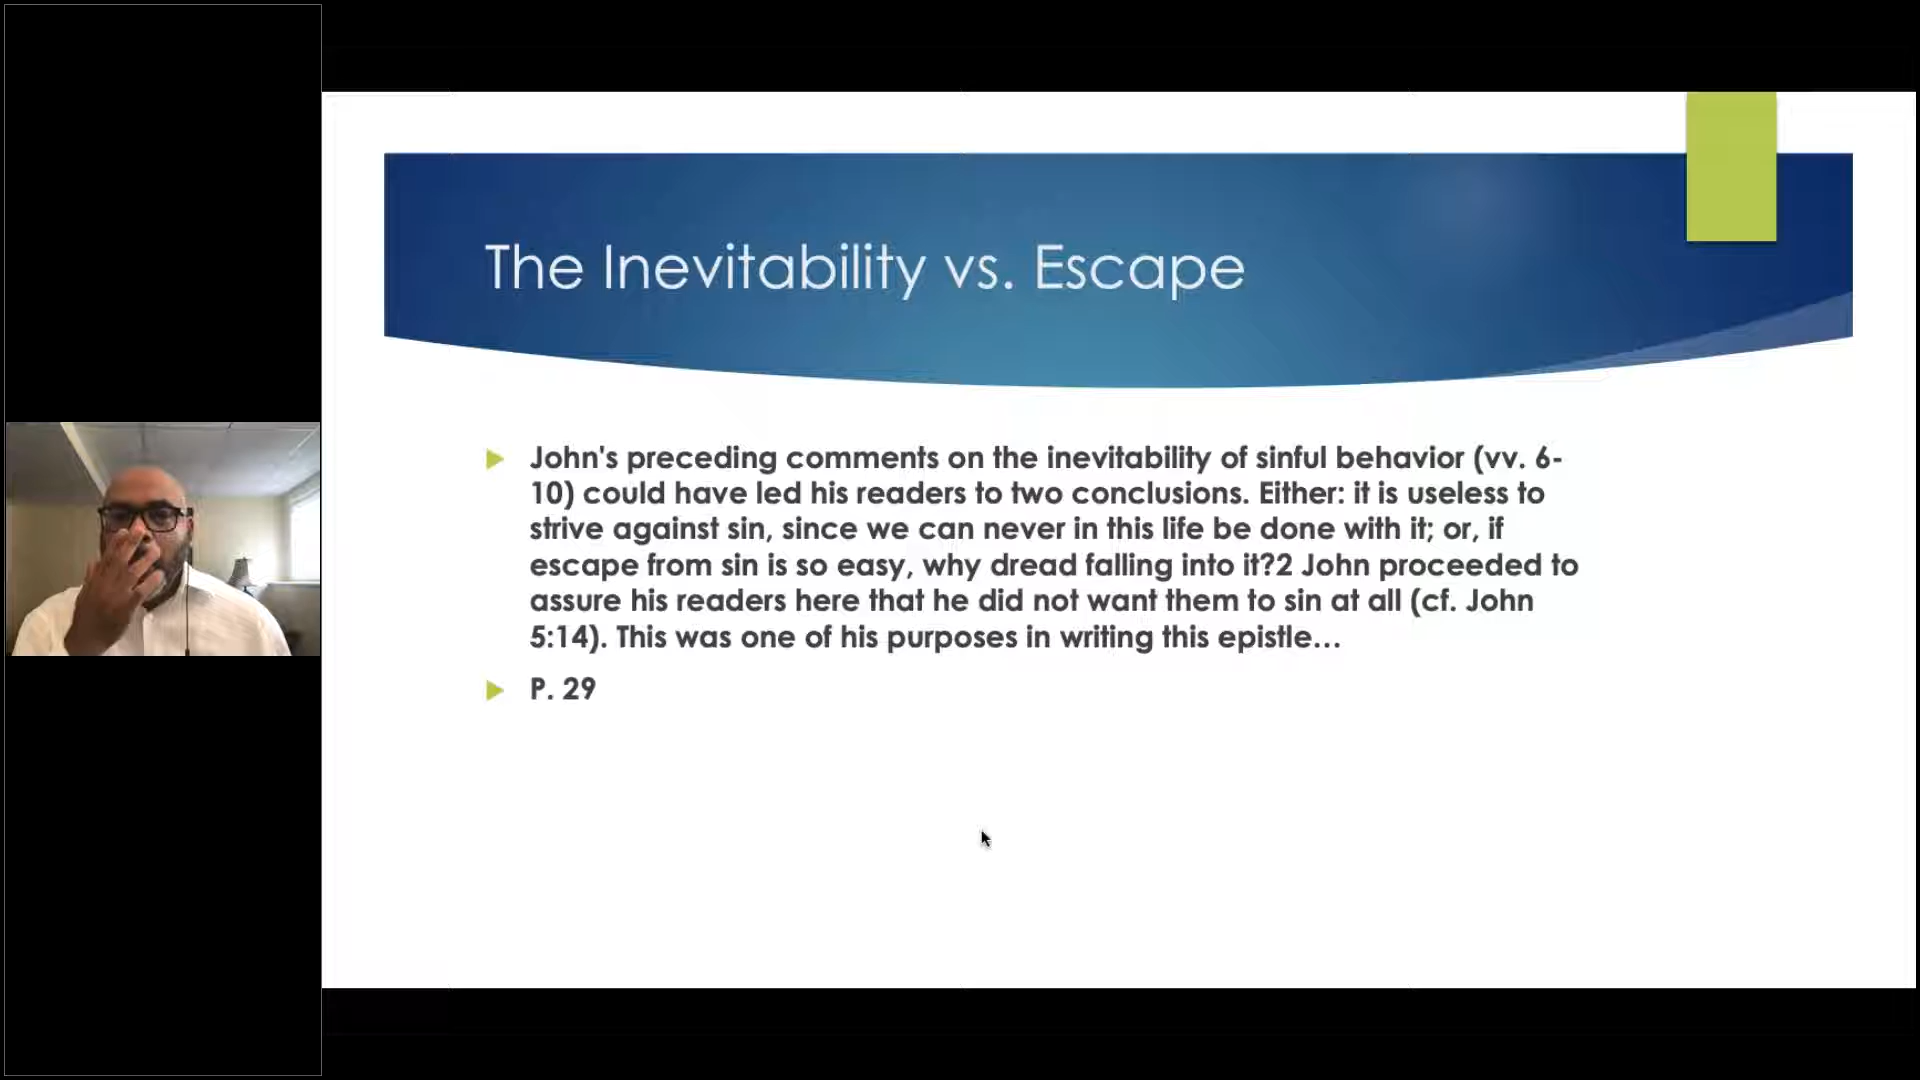 The Inevitability vs. Escape
John's preceding comments on the inevitability of sinful behavior (vv. 6-
10) could have led his readers to two conclusions. Either: it is useless to
strive against sin, since we can never in this life be done with it; or, if
escape from sin is so easy, why dread falling into it?2 John proceeded to
assure his readers here that he did not want them to sin at all (cf. John
5:14). This was one of his purposes in writing this epistle...
P. 29